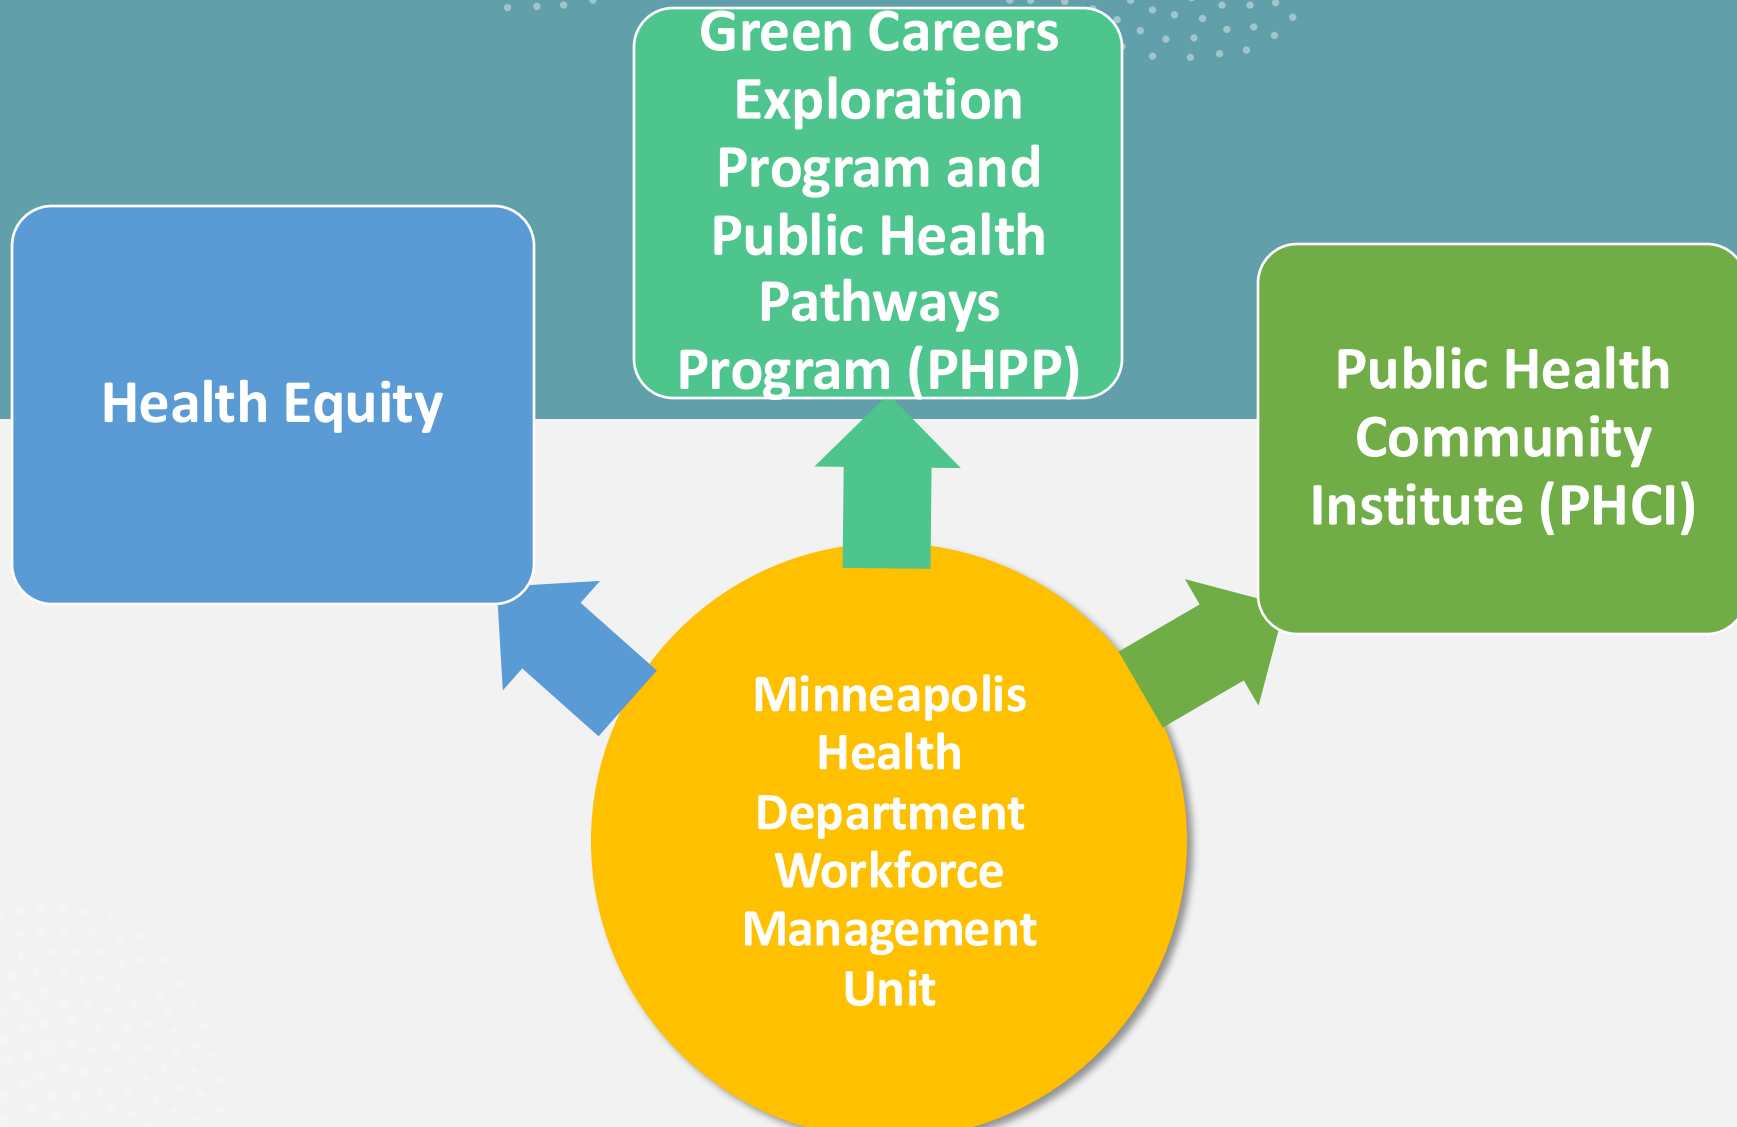 Green Careers
Exploration
Program and
Public Health
Pathways
Program (PHPP)
Health Equity
Public Health
Community
Institute (PHCI)
Minneapolis
Health
Department
Workforce
Management
Unit